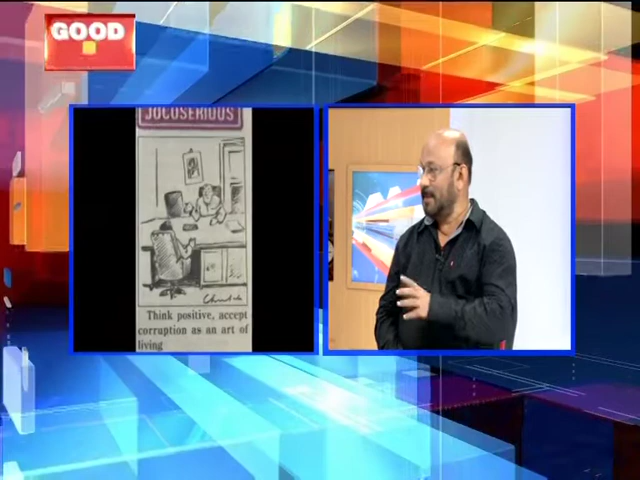 GOOD
JOCOSERIOUS
Think positive, accept
corruption as an art of
living